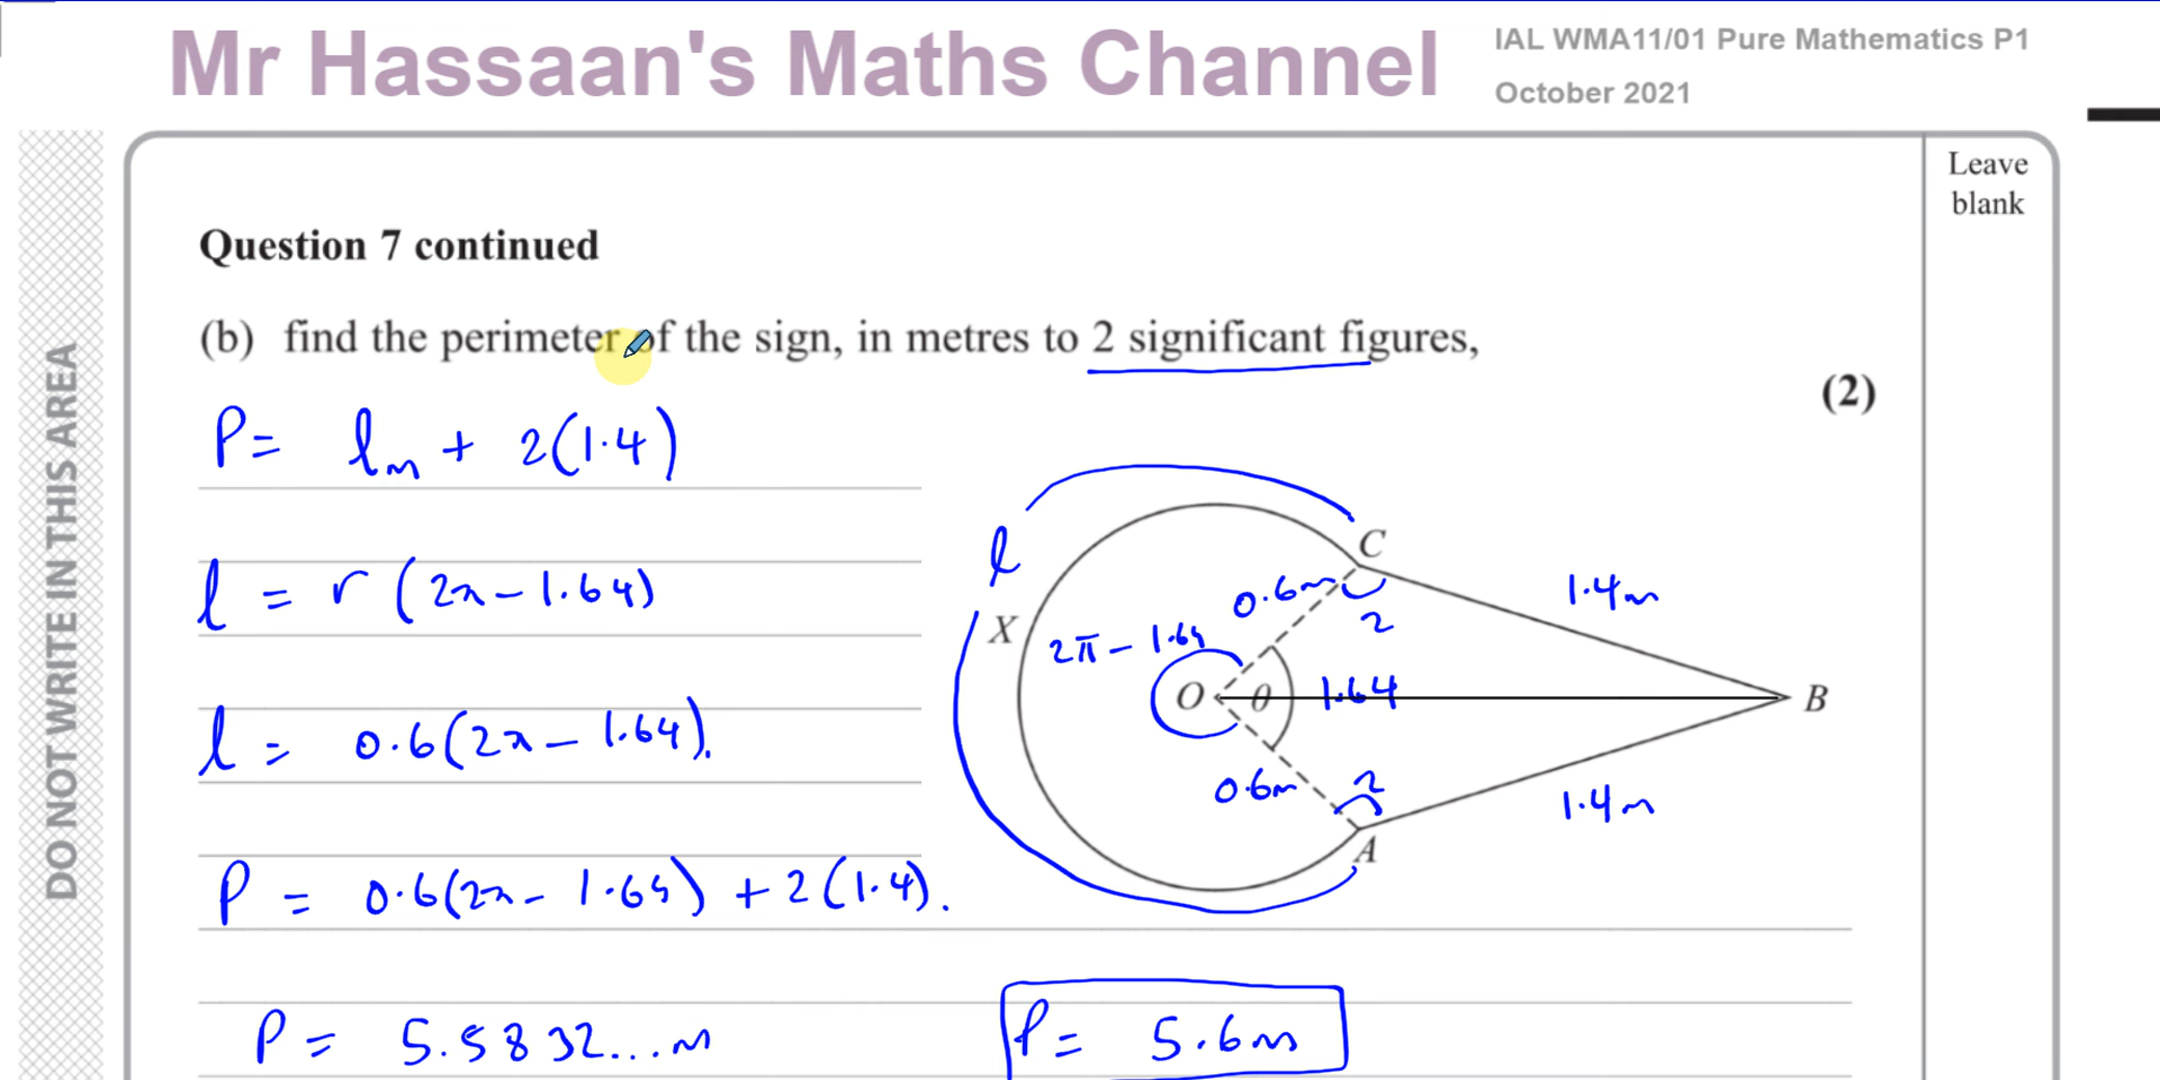 Mr Hassaan's Maths Channel
IAL WMA11/01 Pure Mathematics P1
October 2021
Leave
blank
DO NOT WRITE IN THIS AREA
Question 7 continued
(b) find the perimeter of the sign, in metres to 2 significant figures,
(2)
P = lm + 2(1.4)
l = r(2π - 1.64)
l = 0.6(2π - 1.64).
P = 0.6(2π - 1.64) + 2(1.4).
P = 5.5832...m
P = 5.6m
l
C
X
0.6m
2
1.4m
2π - 1.64
O
θ
1.64
B
0.6m
2
1.4m
A